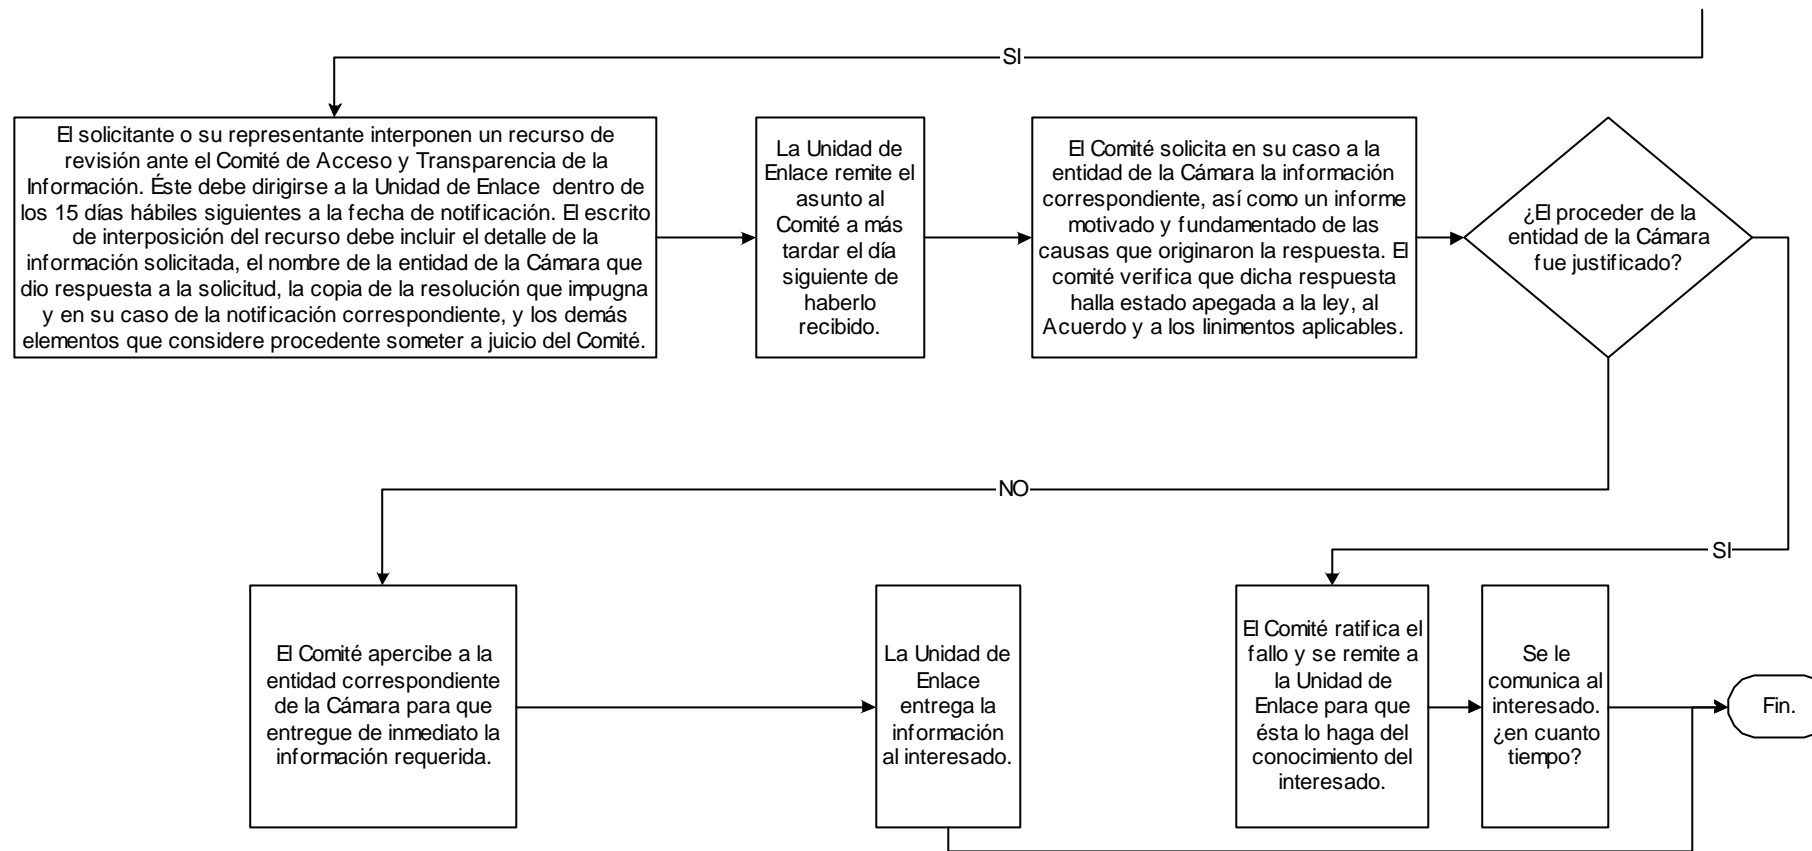 SI
El solicitante o su representante interponen un recurso de
revisión ante el Comité de Acceso y Transparencia de la
Información. Éste debe dirigirse a la Unidad de Enlace  dentro de
los 15 días hábiles siguientes a la fecha de notificación. El escrito
de interposición del recurso debe incluir el detalle de la
información solicitada, el nombre de la entidad de la Cámara que
dio respuesta a la solicitud, la copia de la resolución que impugna
y en su caso de la notificación correspondiente, y los demás
elementos que considere procedente someter a juicio del Comité.
La Unidad de
Enlace remite el
asunto al
Comité a más
tardar el día
siguiente de
haberlo
recibido.
El Comité solicita en su caso a la
entidad de la Cámara la información
correspondiente, así como un informe
motivado y fundamentado de las
causas que originaron la respuesta. El
comité verifica que dicha respuesta
halla estado apegada a la ley, al
Acuerdo y a los linimentos aplicables.
¿El proceder de la
entidad de la Cámara
fue justificado?
NO
SI
El Comité apercibe a la
entidad correspondiente
de la Cámara para que
entregue de inmediato la
información requerida.
La Unidad de
Enlace
entrega la
información
al interesado.
El Comité ratifica el
fallo y se remite a
la Unidad de
Enlace para que
ésta lo haga del
conocimiento del
interesado.
Se le
comunica al
interesado.
¿en cuanto
tiempo?
Fin.